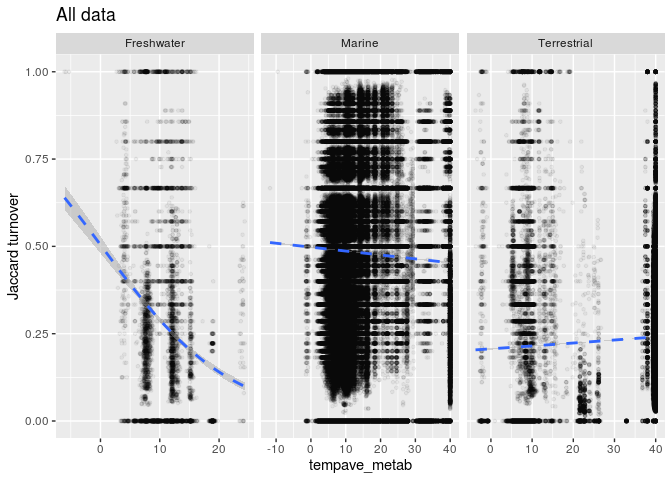 All data
Freshwater Marine Terrestrial
1.00
0.75
0.50
0.25
0.00
Jaccard turnover
0 10 20 -10 0 10 20 30 40 0 10 20 30 40
tempave_metab